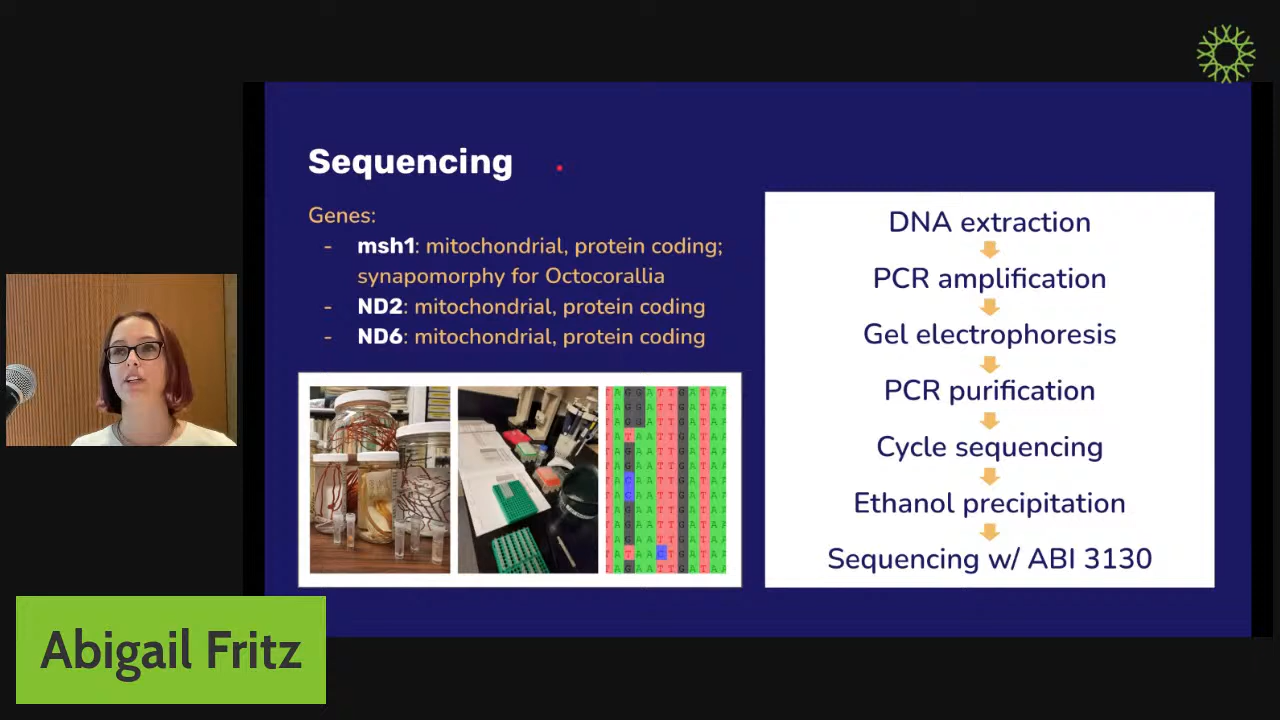 Sequencing
Genes:
- msh1: mitochondrial, protein coding;
synapomorphy for Octocorallia
- ND2: mitochondrial, protein coding
- ND6: mitochondrial, protein coding
DNA extraction
PCR amplification
Gel electrophoresis
PCR purification
Cycle sequencing
Ethanol precipitation
Sequencing w/ ABI 3130
Abigail Fritz